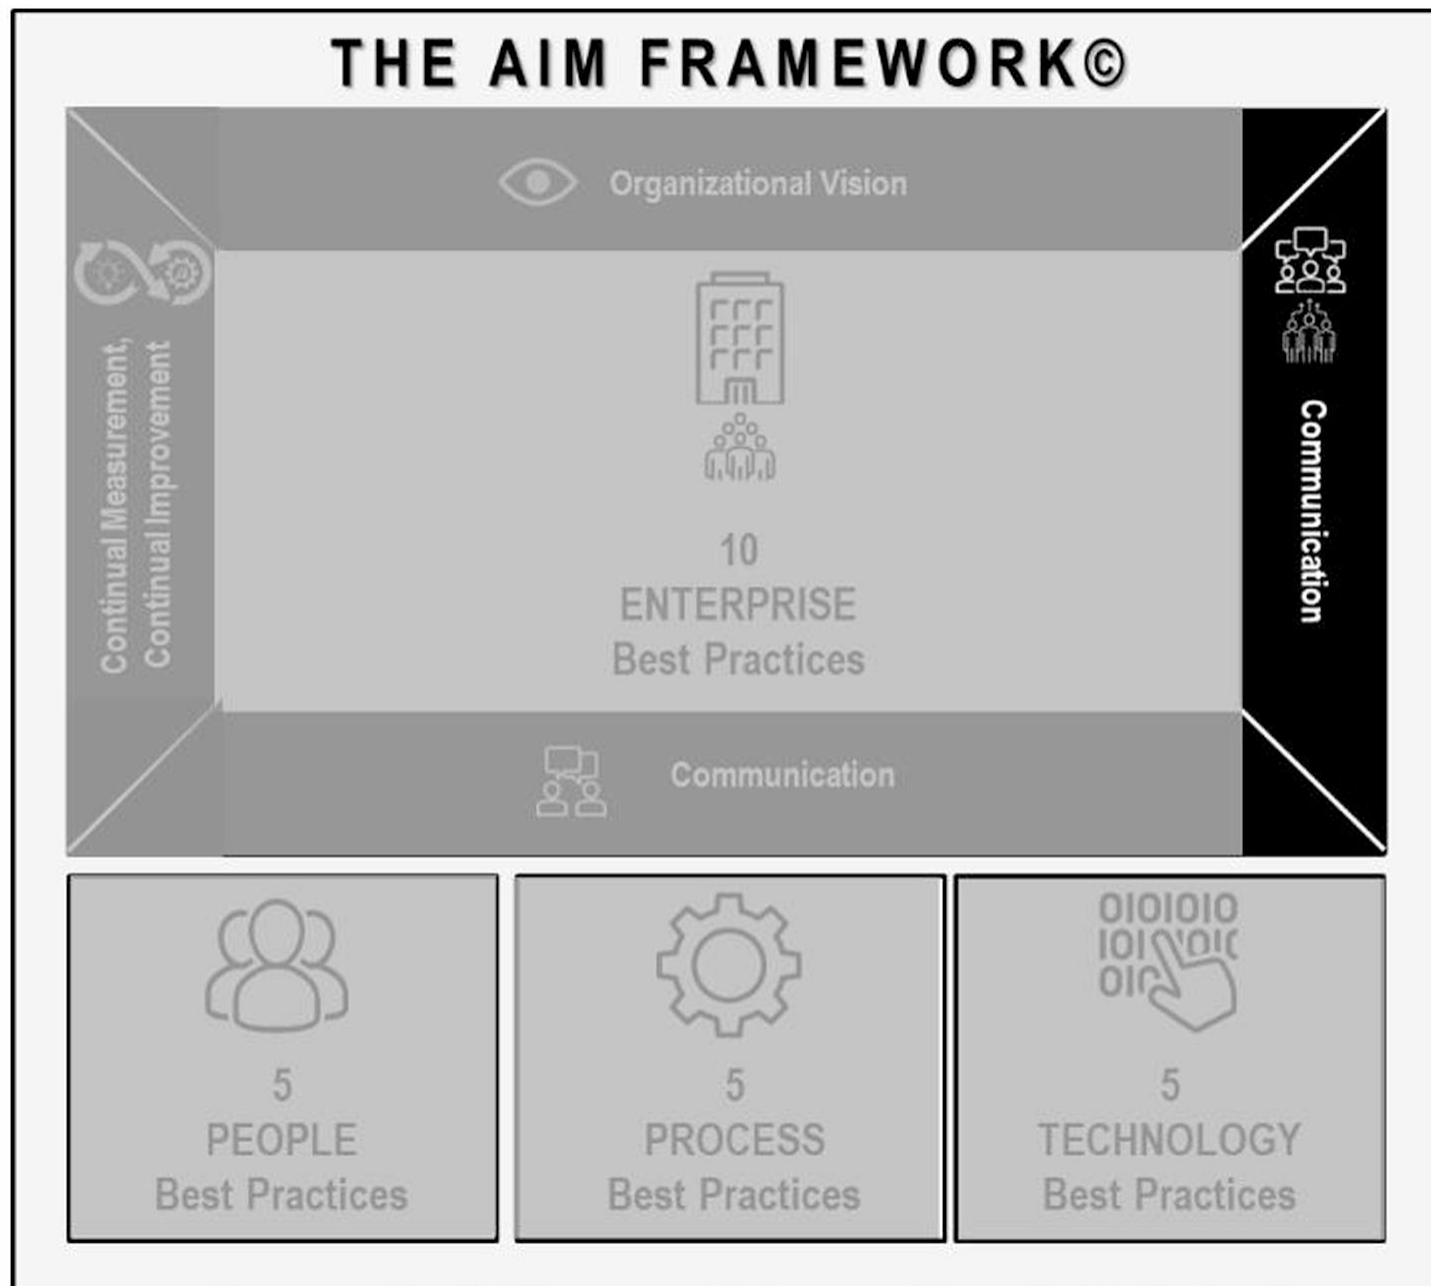 THE AIM FRAMEWORK©
Organizational Vision
Continual Measurement,
Continual Improvement
10
ENTERPRISE
Best Practices
Communication
Communication
OIOIOIO
5
PEOPLE
Best Practices
5
PROCESS
Best Practices
5
TECHNOLOGY
Best Practices